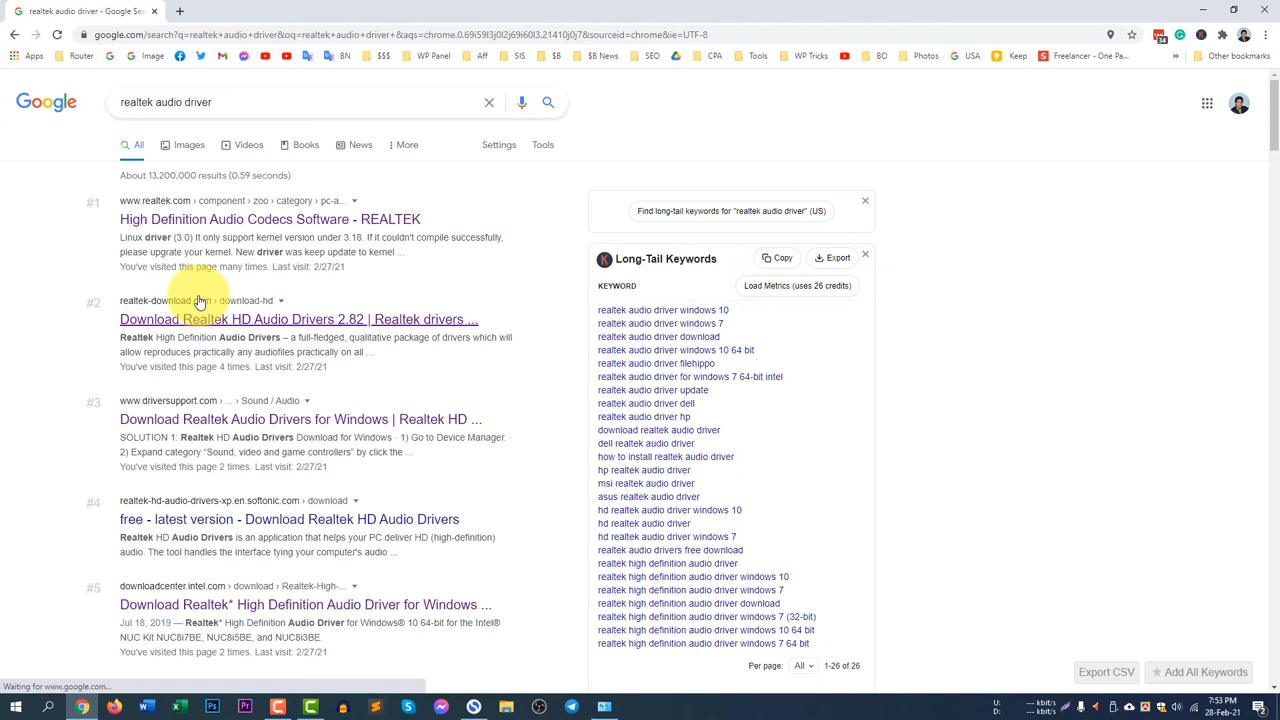 realtek audio driver - Google Sea
google.com/search?q=realtek+audio+driver&oq=realtek+audio+driver+&aqs=chrome.0.69i59l3j0l2j69i60l3.21410j0j7&sourceid=chrome&ie=UTF-8
34
Apps Router G Image $$$ BN WP Panel Aff SIS $B $B News SEO CPA Tools WP Tricks BO Photos USA Keep Freelancer - One Pa... » Other bookmarks
Google
realtek audio driver
All Images Videos Books News More Settings Tools
About 13,200,000 results (0.59 seconds)
#1
www.realtek.com › component › zoo › category › pc-a...
High Definition Audio Codecs Software - REALTEK
Linux driver (3.0) It only support kernel version under 3.18. If it couldn't compile successfully,
please upgrate your kernel. New driver was keep update to kernel ...
You've visited this page many times. Last visit: 2/27/21
#2
realtek-download.com › download-hd
Download Realtek HD Audio Drivers 2.82 | Realtek drivers ...
Realtek High Definition Audio Drivers – a full-fledged, qualitative package of drivers which will
allow reproduces practically any audiofiles practically on all ...
You've visited this page 4 times. Last visit: 2/27/21
#3
www.driversupport.com › ... › Sound / Audio
Download Realtek Audio Drivers for Windows | Realtek HD ...
SOLUTION 1: Realtek HD Audio Drivers Download for Windows · 1) Go to Device Manager. ·
2) Expand category “Sound, video and game controllers” by click the ...
You've visited this page 2 times. Last visit: 2/27/21
#4
realtek-hd-audio-drivers-xp.en.softonic.com › download
free - latest version - Download Realtek HD Audio Drivers
Realtek HD Audio Drivers is an application that helps your PC deliver HD (high-definition)
audio. The tool handles the interface tying your computer's audio ...
#5
downloadcenter.intel.com › download › Realtek-High-...
Download Realtek* High Definition Audio Driver for Windows ...
Jul 18, 2019 — Realtek* High Definition Audio Driver for Windows® 10 64-bit for the Intel®
NUC Kit NUC8i7BE, NUC8i5BE, and NUC8i3BE.
You've visited this page 2 times. Last visit: 2/27/21
Find long-tail keywords for "realtek audio driver" (US)
K Long-Tail Keywords Copy Export
KEYWORD Load Metrics (uses 26 credits)
realtek audio driver windows 10
realtek audio driver windows 7
realtek audio driver download
realtek audio driver windows 10 64 bit
realtek audio driver filehippo
realtek audio driver for windows 7 64-bit intel
realtek audio driver update
realtek audio driver dell
realtek audio driver hp
download realtek audio driver
dell realtek audio driver
how to install realtek audio driver
hp realtek audio driver
msi realtek audio driver
asus realtek audio driver
hd realtek audio driver windows 10
hd realtek audio driver
hd realtek audio driver windows 7
realtek audio drivers free download
realtek high definition audio driver
realtek high definition audio driver windows 10
realtek high definition audio driver windows 7
realtek high definition audio driver download
realtek high definition audio driver windows 7 (32-bit)
realtek high definition audio driver windows 10 64 bit
realtek high definition audio driver windows 7 64 bit
Per page: All 1-26 of 26
Export CSV Add All Keywords
Waiting for www.google.com...
U: --- kbit/s
D: --- kbit/s
7:53 PM
28-Feb-21
2